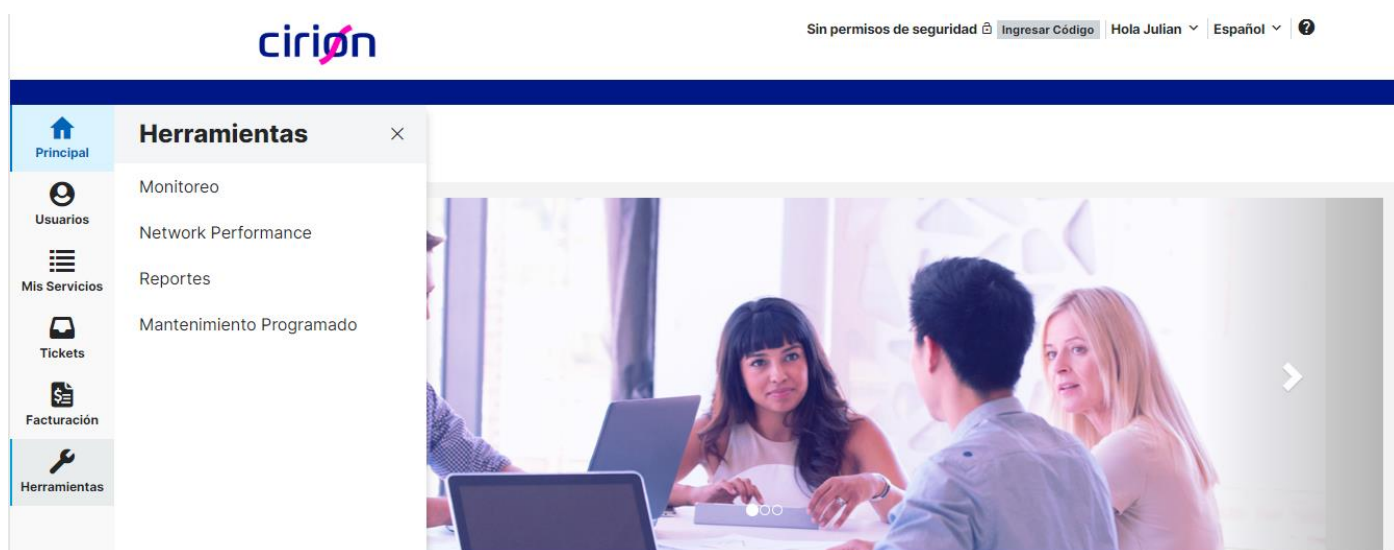 cirion
Sin permisos de seguridad Ingresar Código Hola Julian Español ?
Principal
Usuarios
Mis Servicios
Tickets
Facturación
Herramientas
Herramientas ×
Monitoreo
Network Performance
Reportes
Mantenimiento Programado